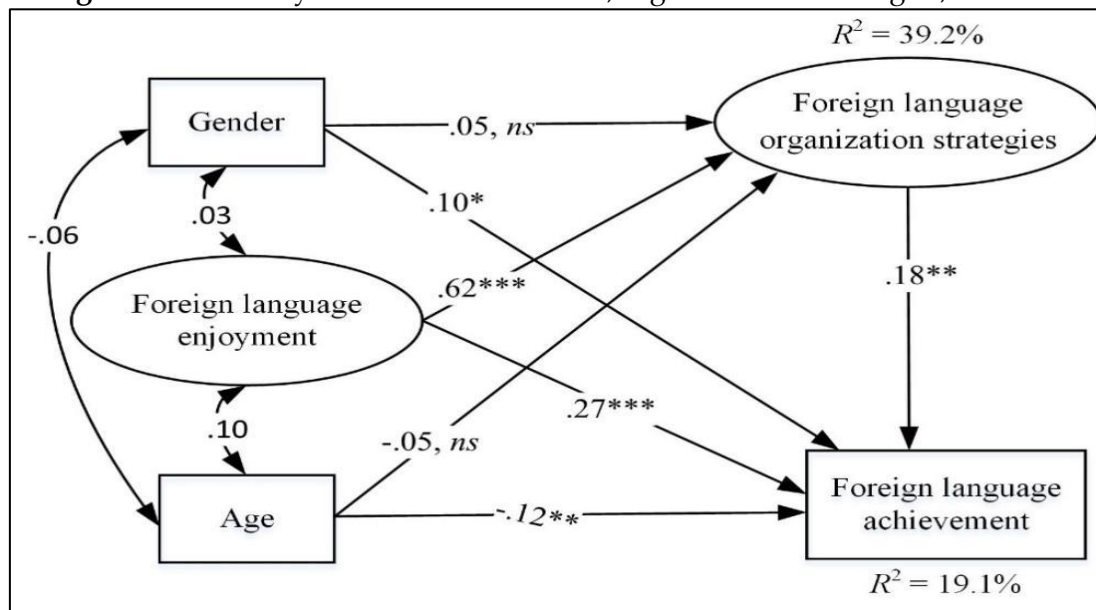 R² = 39.2%
Gender
Foreign language
organization strategies
.05, ns
.10*
.03
-.06
.62***
.18**
Foreign language
enjoyment
.27***
.10
-.05, ns
Age
-.12**
Foreign language
achievement
R² = 19.1%